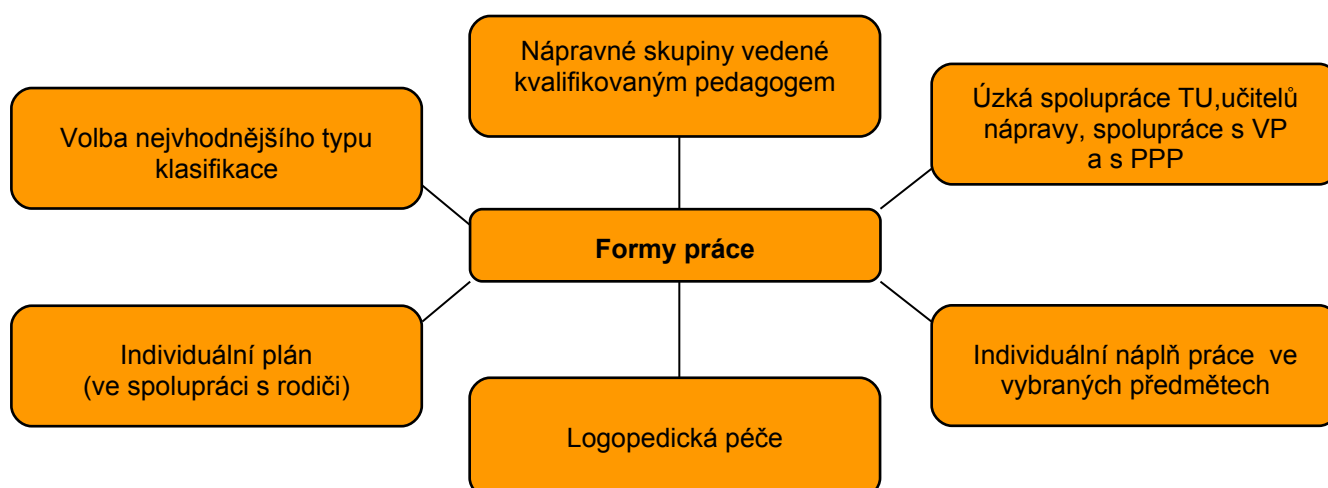 Nápravné skupiny vedené
kvalifikovaným pedagogem
Volba nejvhodnějšího typu
klasifikace
Úzká spolupráce TU,učitelů
nápravy, spolupráce s VP
a s PPP
Formy práce
Individuální plán
(ve spolupráci s rodiči)
Logopedická péče
Individuální náplň práce  ve
vybraných předmětech